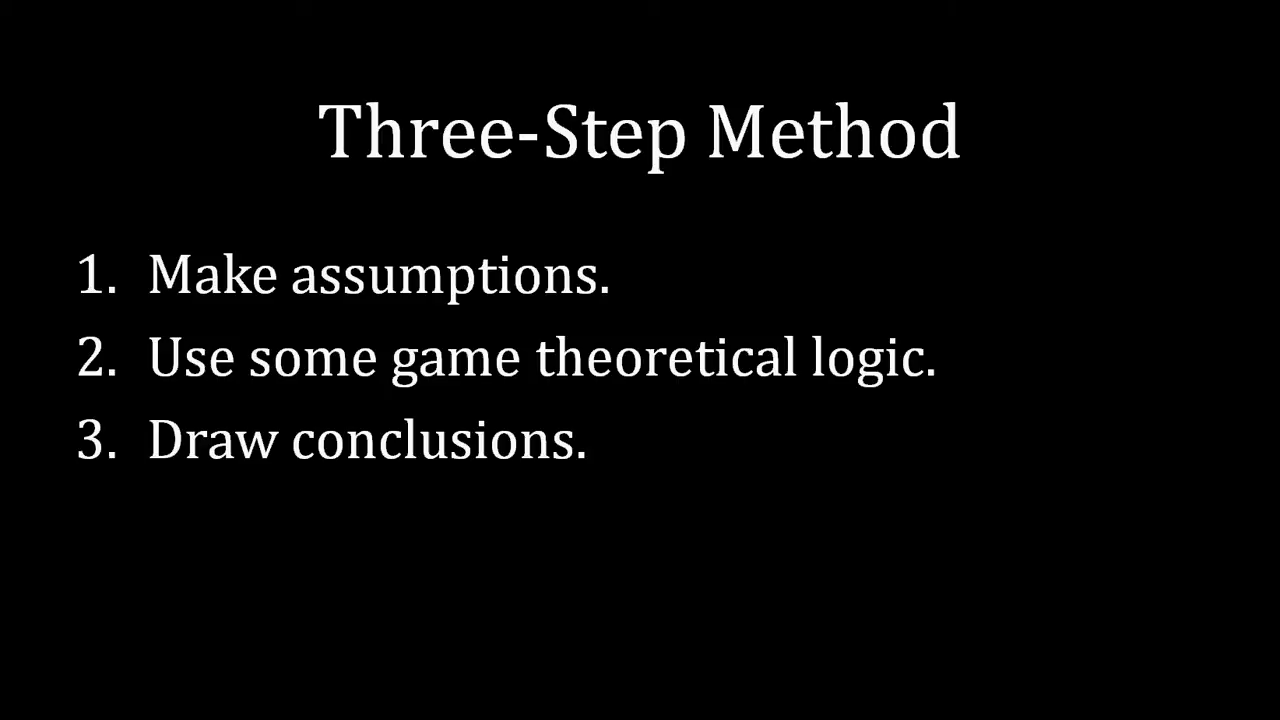 Three-Step Method
1. Make assumptions.
2. Use some game theoretical logic.
3. Draw conclusions.